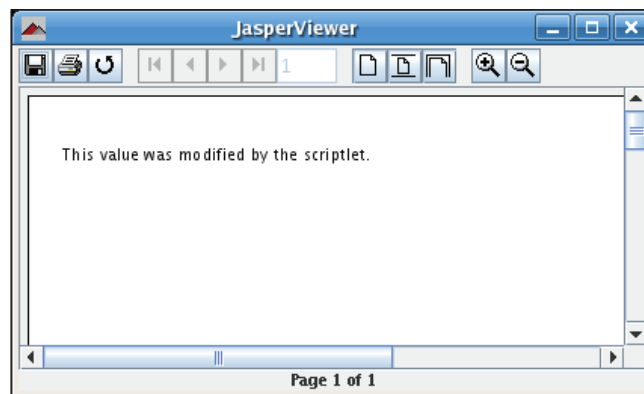 JasperViewer
1
This value was modified by the scriptlet.
Page 1 of 1